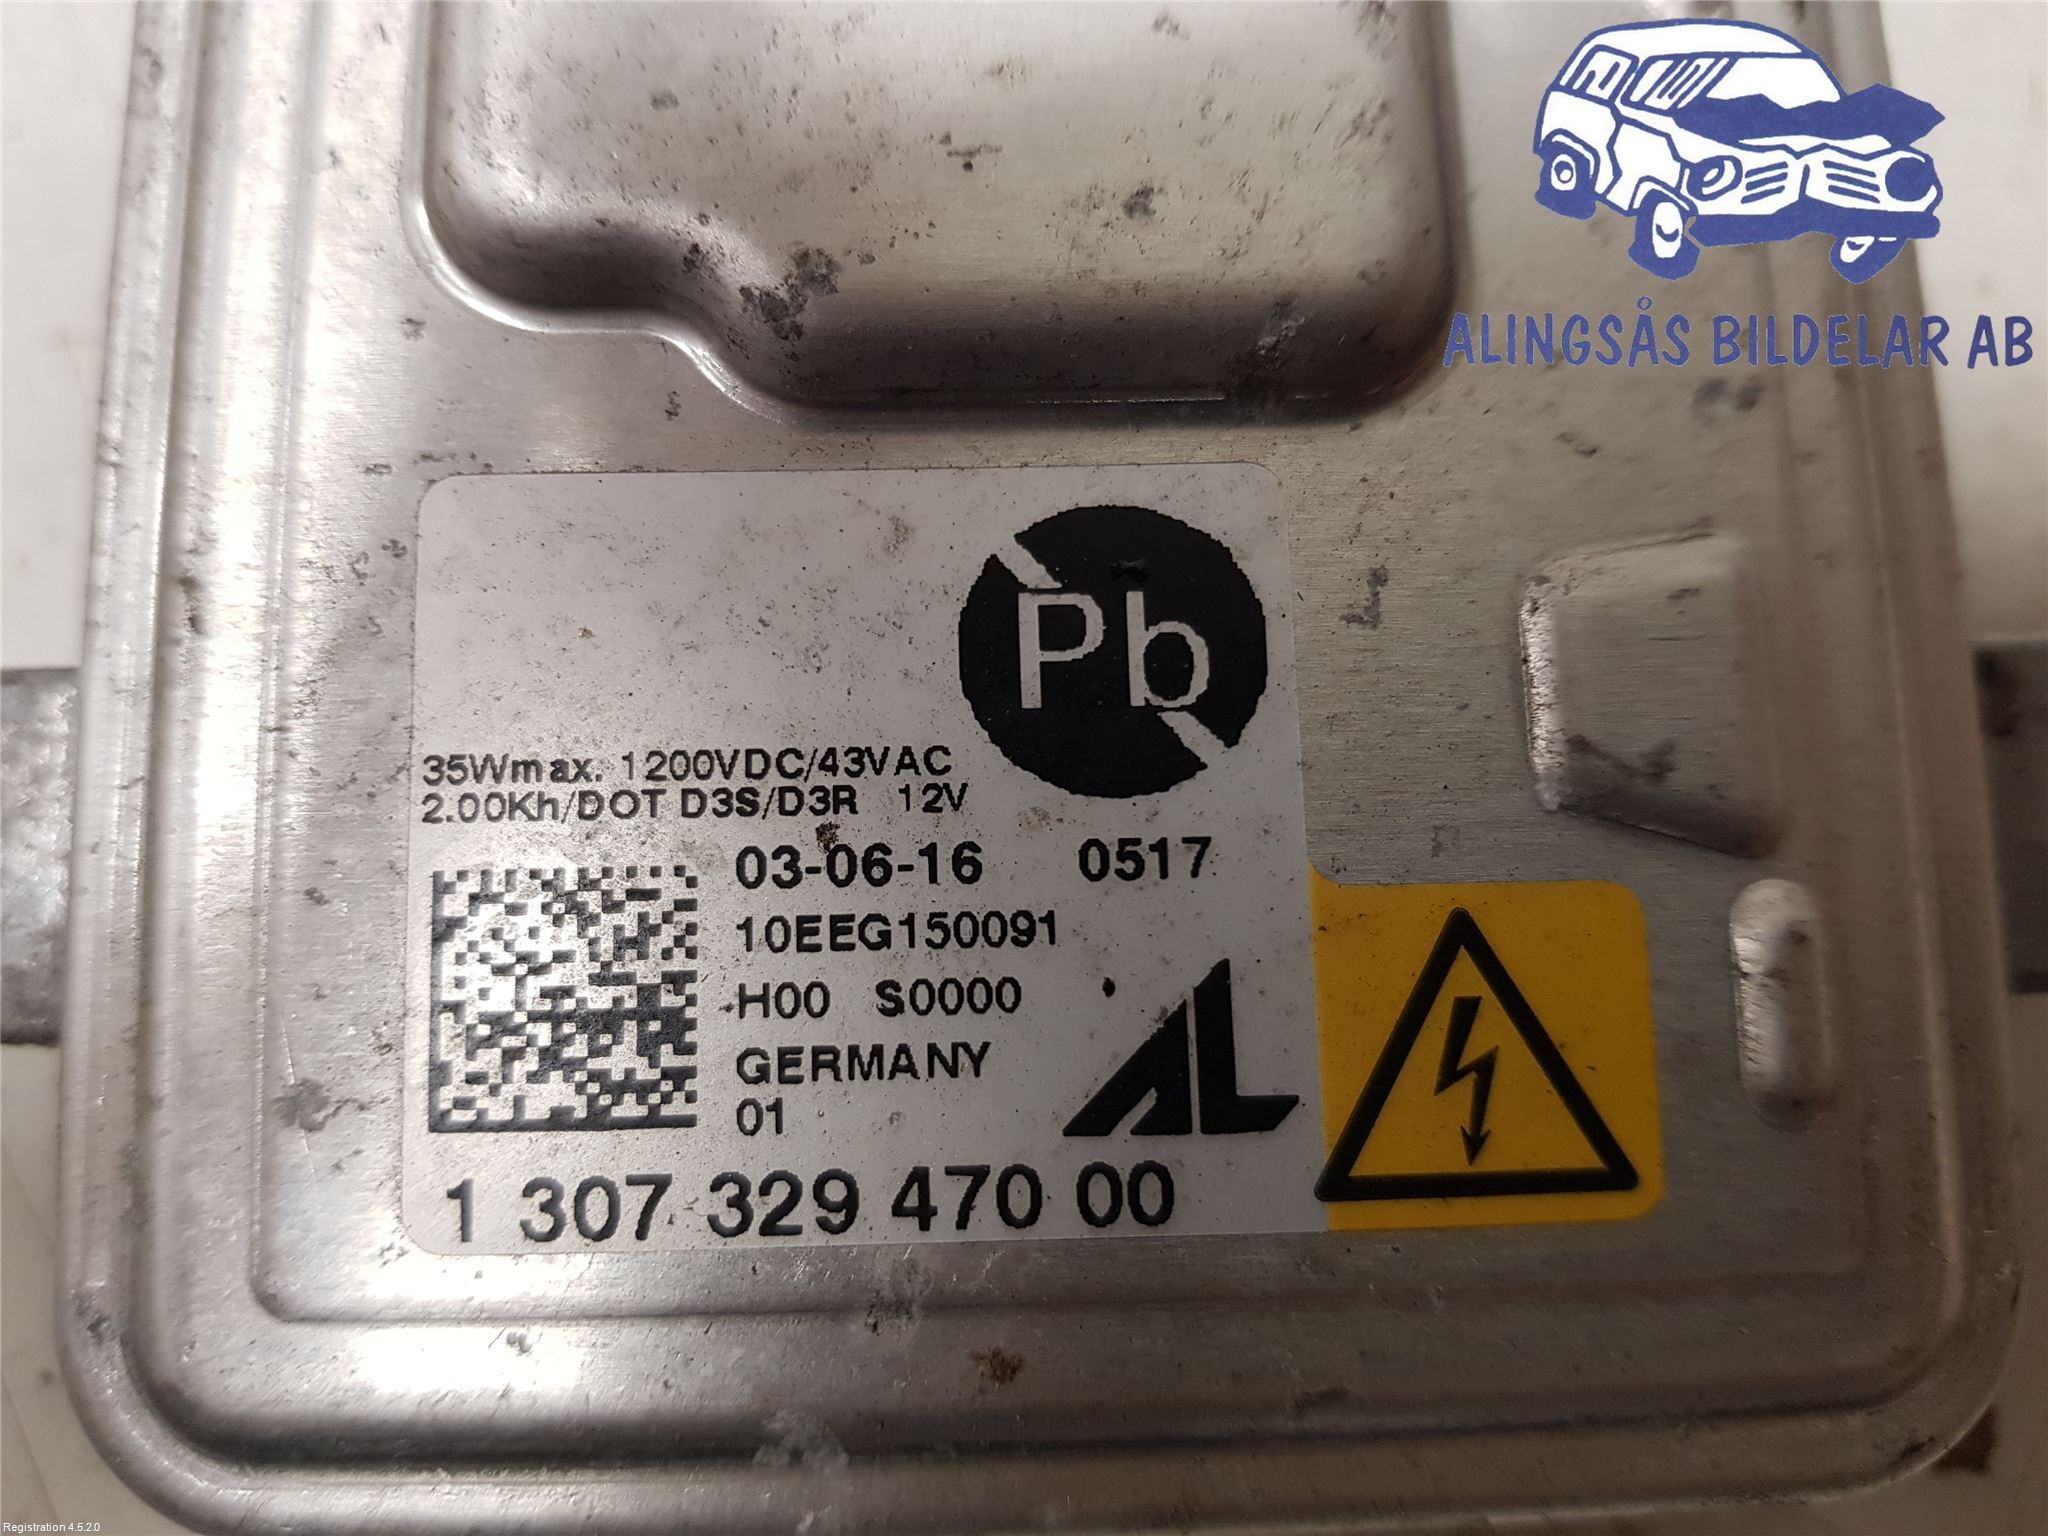 ALINGSÅS BILDELAR AB
Pb
35Wmax. 1200VDC/43VAC
2.00Kh/DOT D3S/D3R 12V
03-06-16 0517
10EEG150091
H00 S0000
GERMANY
01
AL
1 307 329 470 00
Registration 4.5.2.0